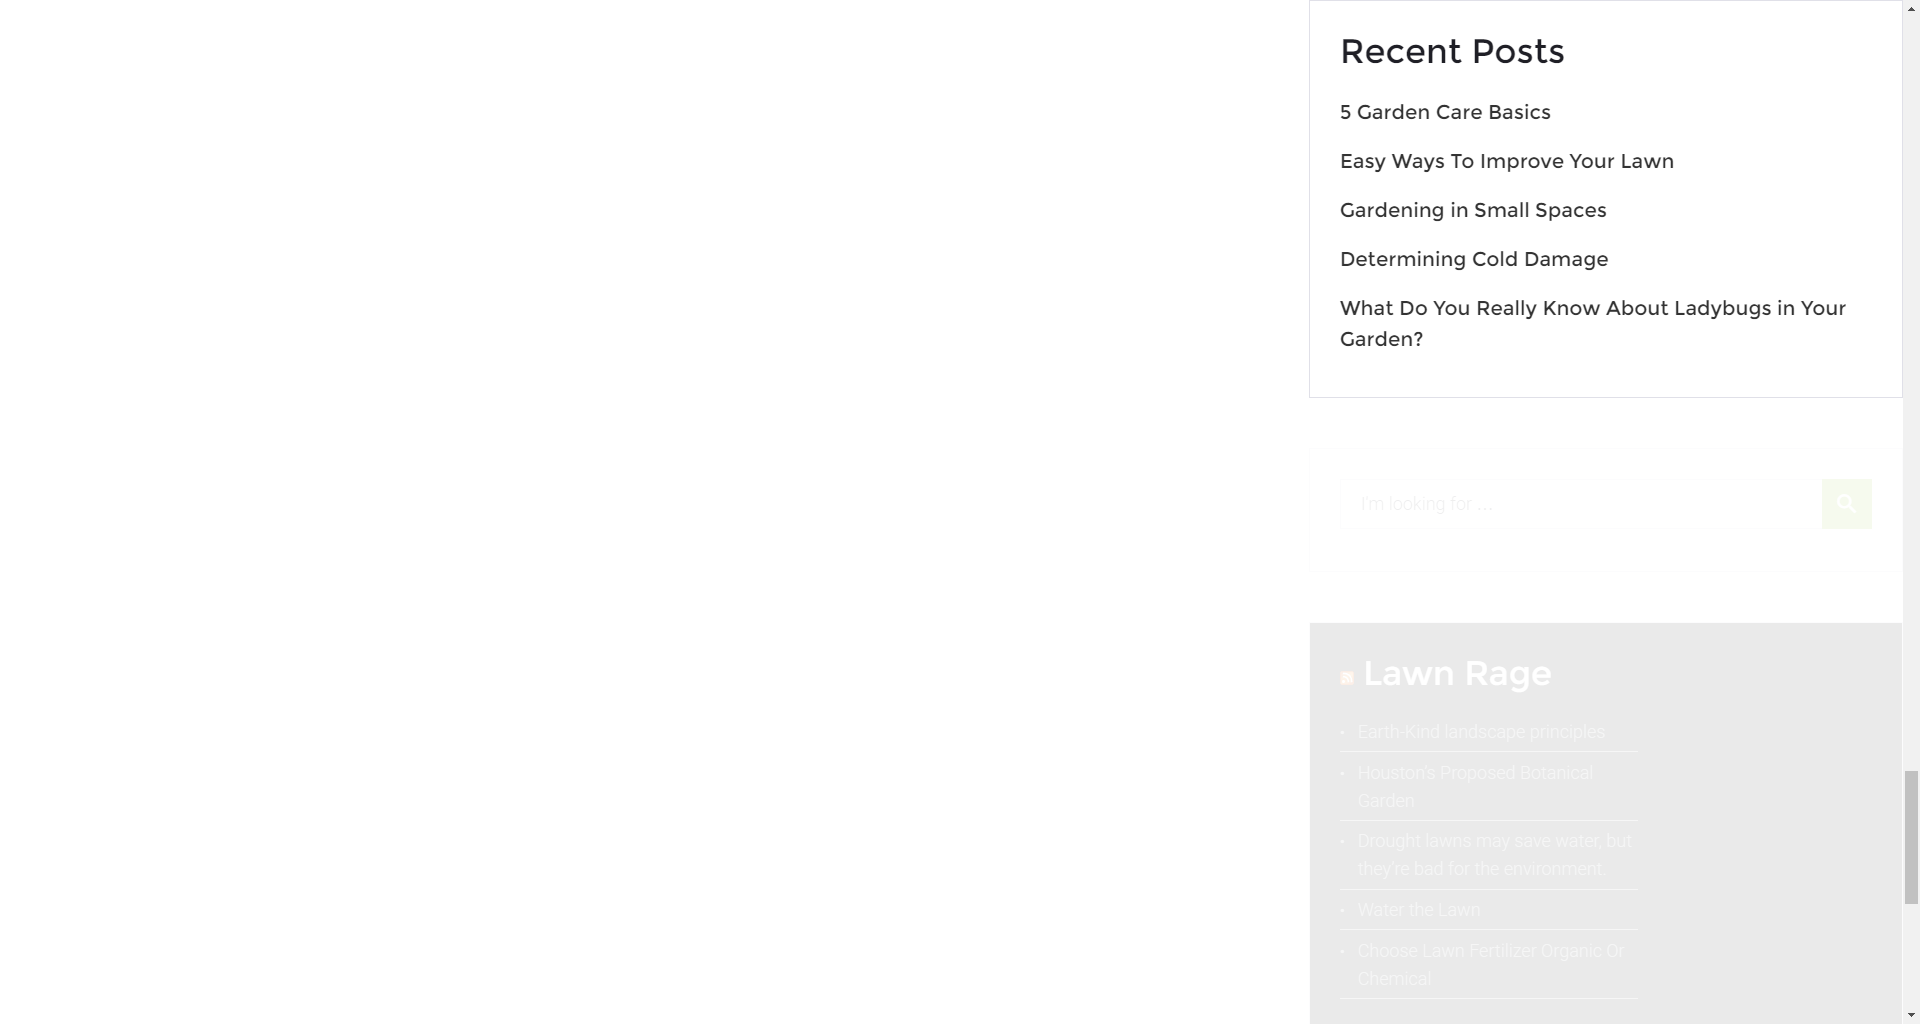 Recent Posts
5 Garden Care Basics
Easy Ways To Improve Your Lawn
Gardening in Small Spaces
Determining Cold Damage
What Do You Really Know About Ladybugs in Your
Garden?
I'm looking for ...
Lawn Rage
Earth-Kind landscape principles
Houston's Proposed Botanical
Garden
Drought lawns may save water, but
they're bad for the environment.
Water the Lawn
Choose Lawn Fertilizer Organic Or
Chemical